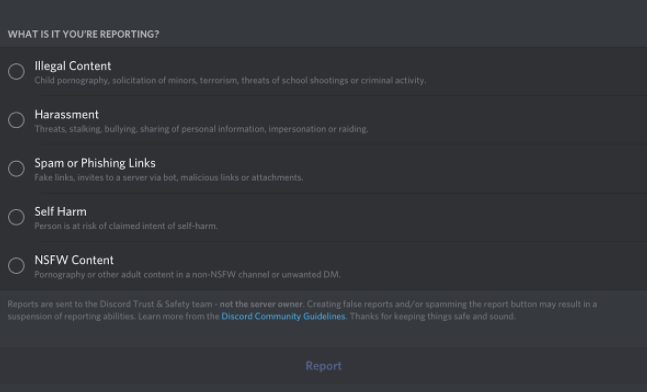 WHAT IS IT YOU'RE REPORTING?
Illegal Content
Child pornography, solicitation of minors, terrorism, threats of school shootings or criminal activity.
Harassment
Threats, stalking, bullying, sharing of personal information, impersonation or raiding.
Spam or Phishing Links
Fake links, invites to a server via bot, malicious links or attachments.
Self Harm
Person is at risk of claimed intent of self-harm.
NSFW Content
Pornography or other adult content in a non-NSFW channel or unwanted DM.
Reports are sent to the Discord Trust & Safety team - not the server owner. Creating false reports and/or spamming the report button may result in a
suspension of reporting abilities. Learn more from the Discord Community Guidelines. Thanks for keeping things safe and sound.
Report